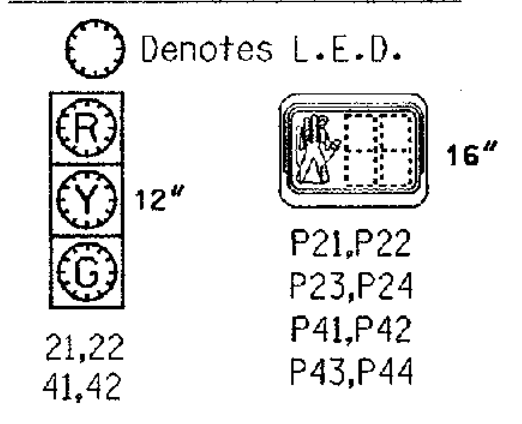 Denotes L.E.D.
R
Y
G
12"
16"
21,22
41,42
P21,P22
P23,P24
P41,P42
P43,P44